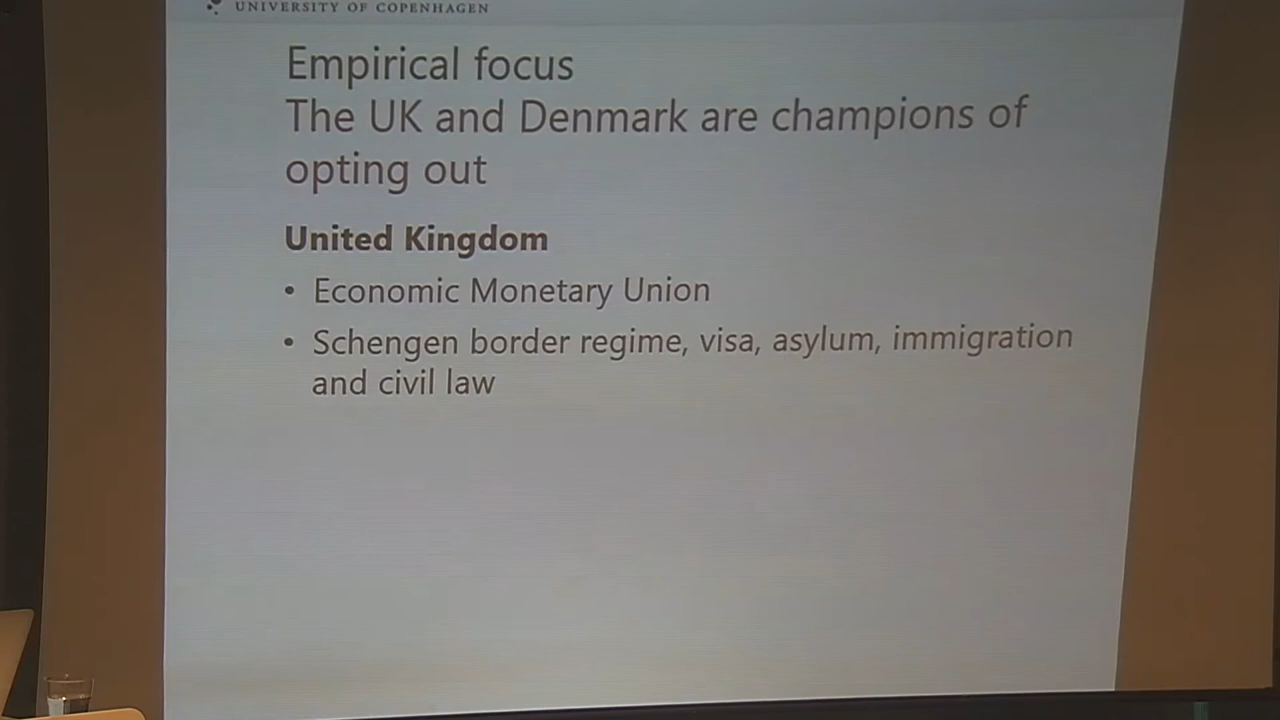 UNIVERSITY OF COPENHAGEN
Empirical focus
The UK and Denmark are champions of
opting out
United Kingdom
• Economic Monetary Union
• Schengen border regime, visa, asylum, immigration
and civil law